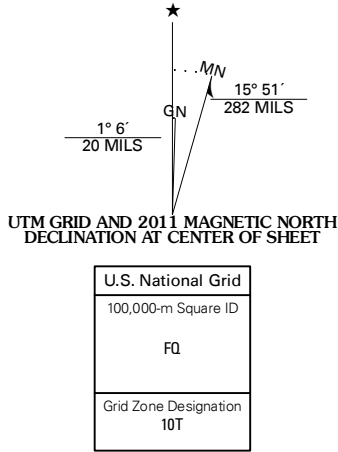 MN
15° 51´
282 MILS
GN
1° 6´
20 MILS
UTM GRID AND 2011 MAGNETIC NORTH
DECLINATION AT CENTER OF SHEET
U.S. National Grid
100,000-m Square ID
FQ
Grid Zone Designation
10T